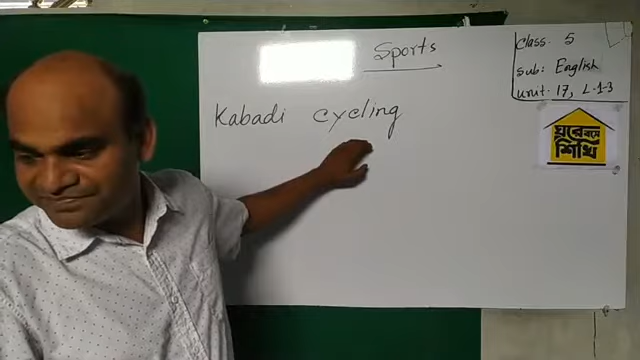 Sports
Class. 5
Sub: English
Unit. 17, L.1-3
Kabadi cycling
ঘরে বসে
শিখি